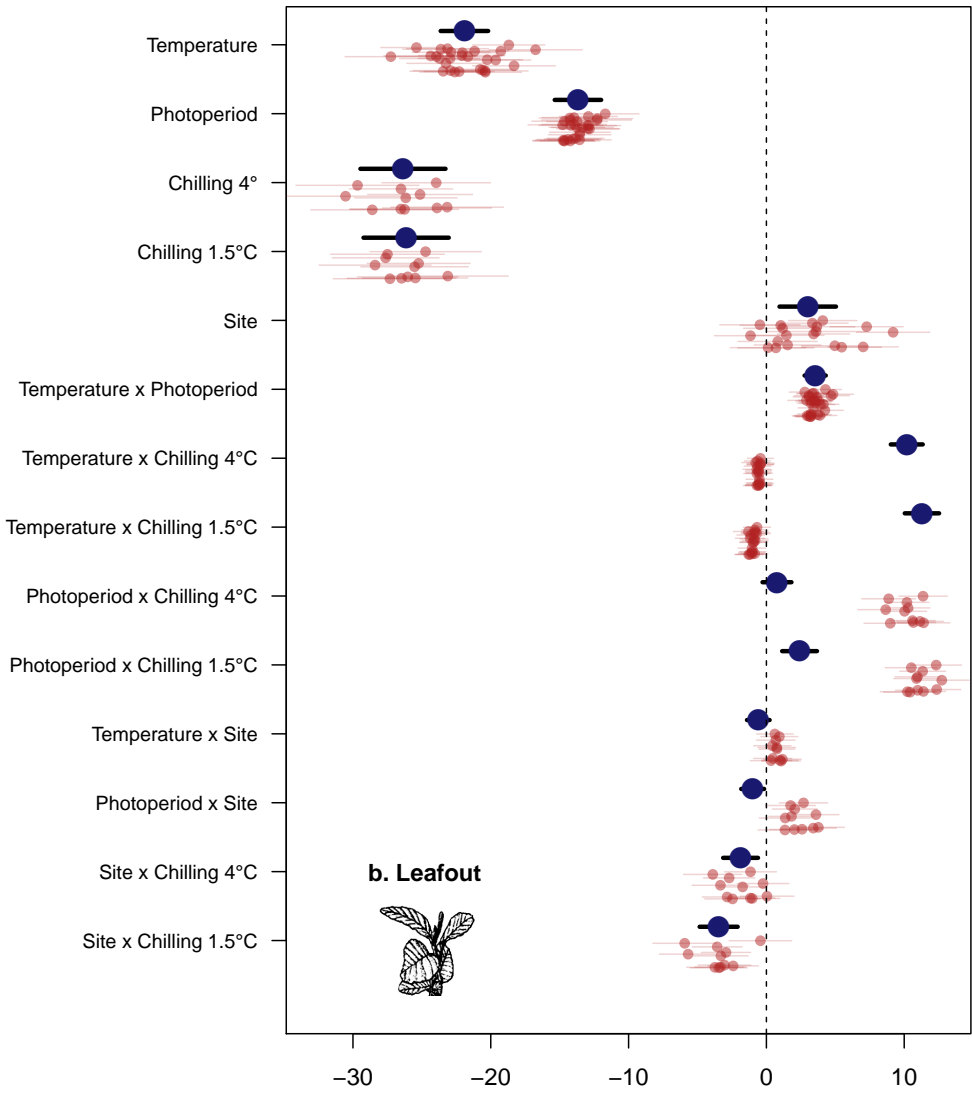 Temperature
Photoperiod
Chilling 4°
Chilling 1.5°C
Site
Temperature x Photoperiod
Temperature x Chilling 4°C
Temperature x Chilling 1.5°C
Photoperiod x Chilling 4°C
Photoperiod x Chilling 1.5°C
Temperature x Site
Photoperiod x Site
Site x Chilling 4°C
b. Leafout
Site x Chilling 1.5°C
−30 −20 −10 0 10